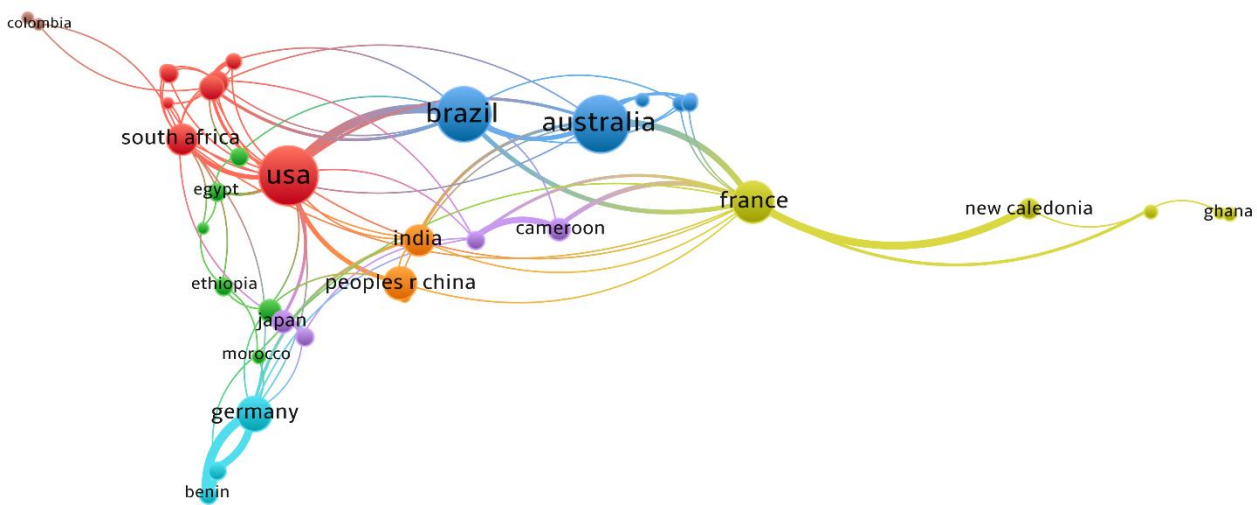 colombia
brazil
australia
south africa
usa
egypt
france
new caledonia
ghana
cameroon
india
peoples r china
ethiopia
japan
morocco
germany
benin